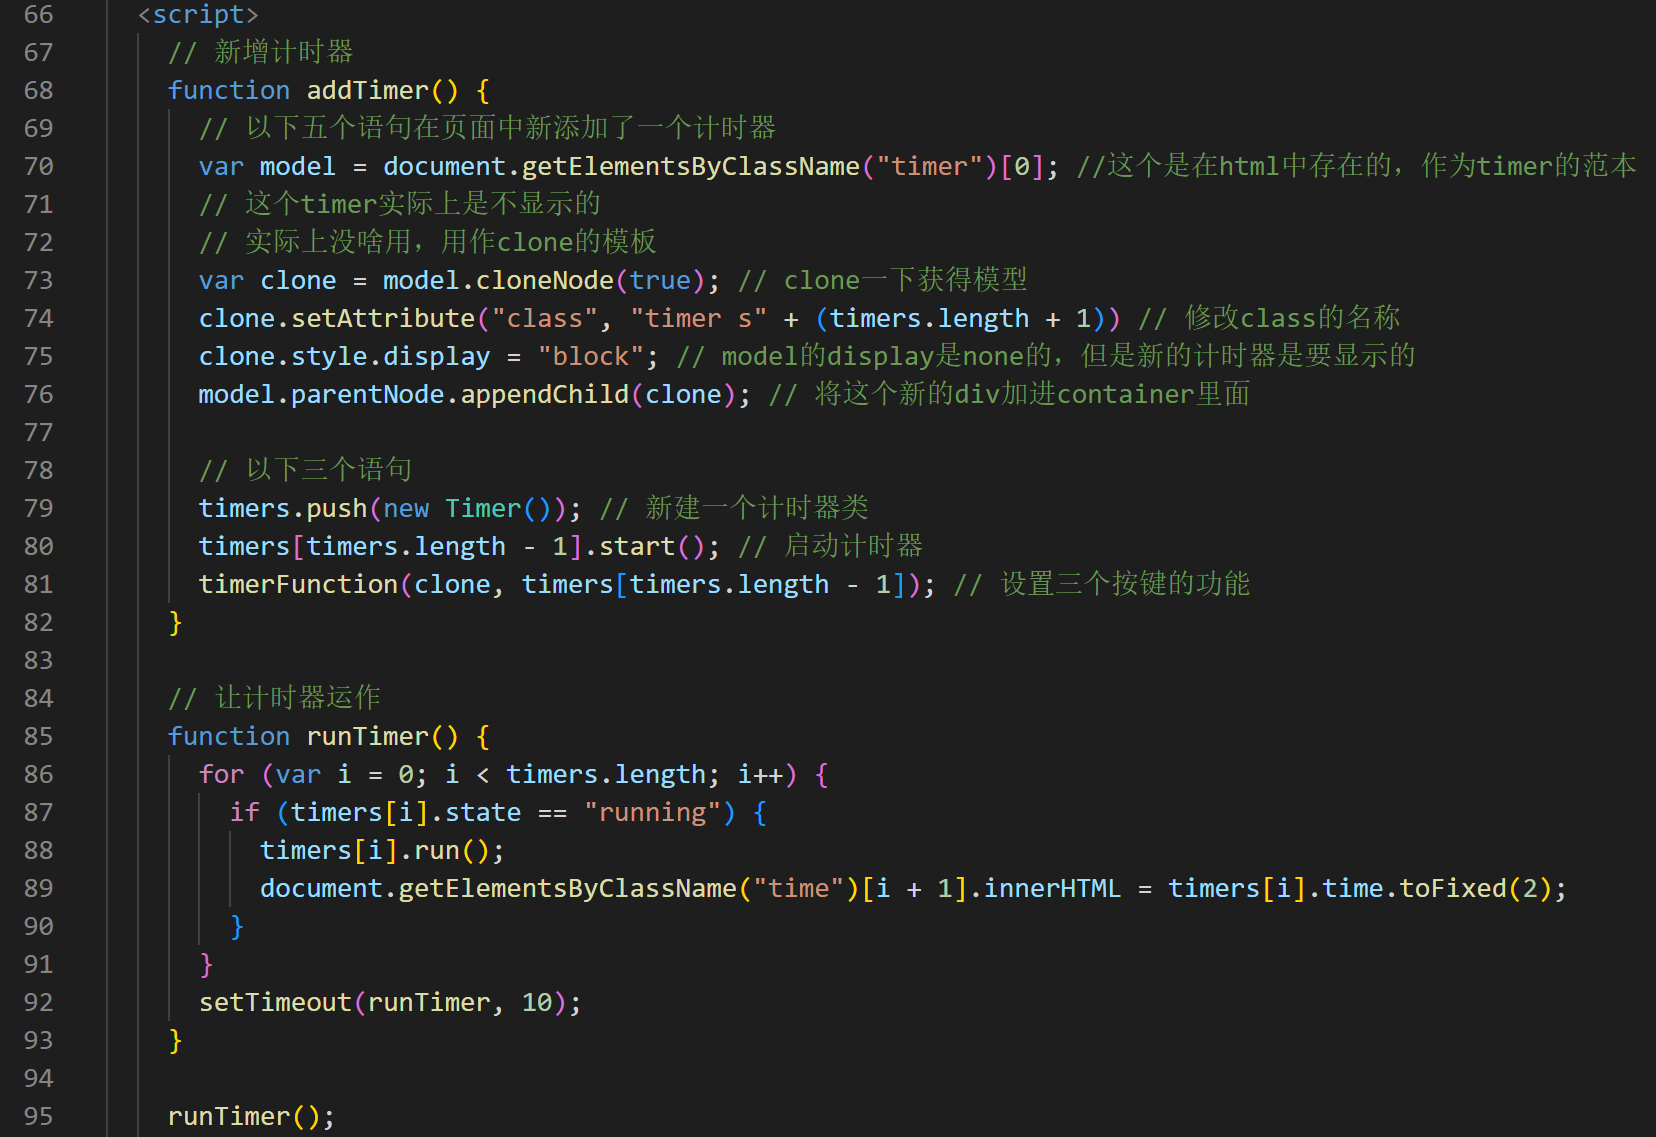 66 <script>
67 // 新增计时器
68 function addTimer() {
69 // 以下五个语句在页面中新添加了一个计时器
70 var model = document.getElementsByClassName("timer")[0]; //这个是在html中存在的，作为timer的范本
71 // 这个timer实际上是不显示的
72 // 实际上没啥用，用作clone的模板
73 var clone = model.cloneNode(true); // clone一下获得模型
74 clone.setAttribute("class", "timer s" + (timers.length + 1)) // 修改class的名称
75 clone.style.display = "block"; // model的display是none的，但是新的计时器是要显示的
76 model.parentNode.appendChild(clone); // 将这个新的div加进container里面
77
78 // 以下三个语句
79 timers.push(new Timer()); // 新建一个计时器类
80 timers[timers.length - 1].start(); // 启动计时器
81 timerFunction(clone, timers[timers.length - 1]); // 设置三个按键的功能
82 }
83
84 // 让计时器运作
85 function runTimer() {
86 for (var i = 0; i < timers.length; i++) {
87 if (timers[i].state == "running") {
88 timers[i].run();
89 document.getElementsByClassName("time")[i + 1].innerHTML = timers[i].time.toFixed(2);
90 }
91 }
92 setTimeout(runTimer, 10);
93 }
94
95 runTimer();